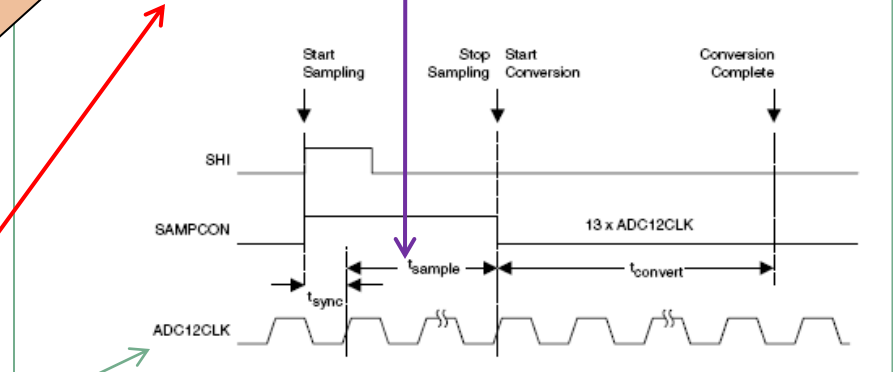 Start
Sampling
Stop
Sampling
Start
Conversion
Conversion
Complete
SHI
SAMPCON
13 x ADC12CLK
tsample
tconvert
tsync
ADC12CLK